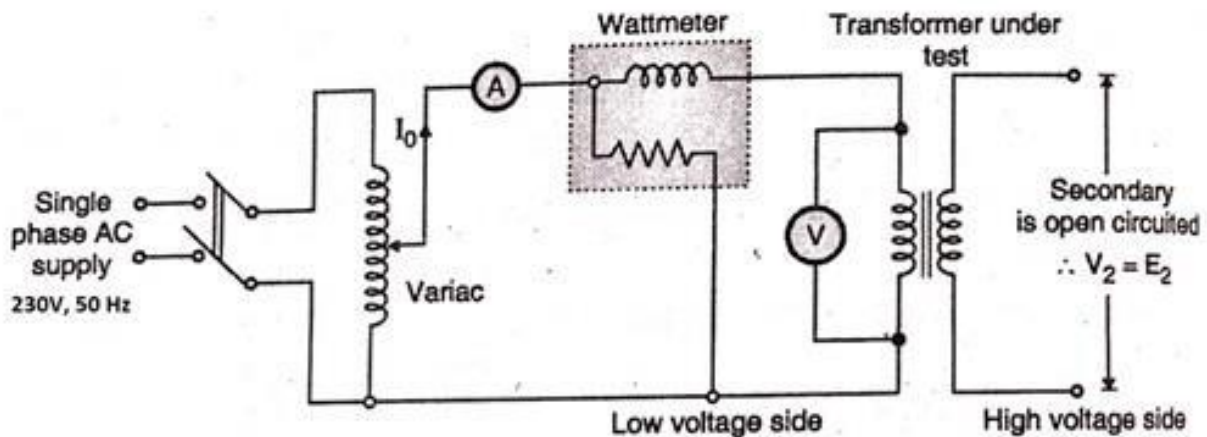 Wattmeter
Transformer under
test
A
I₀
Single
phase AC
supply
230V, 50 Hz
Variac
V
Secondary
is open circuited
∴ V₂ = E₂
Low voltage side
High voltage side